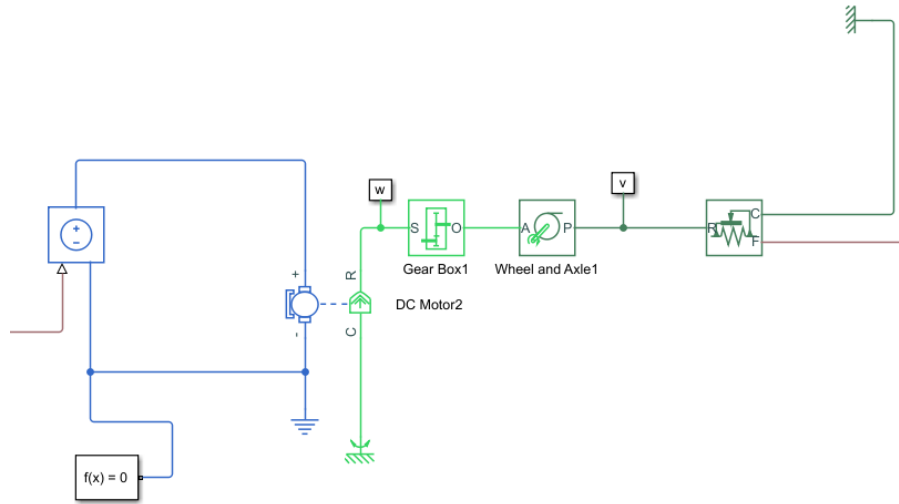 w
v
+
-
S
O
A
P
R
C
F
Gear Box1
Wheel and Axle1
R
+
DC Motor2
C
-
f(x) = 0